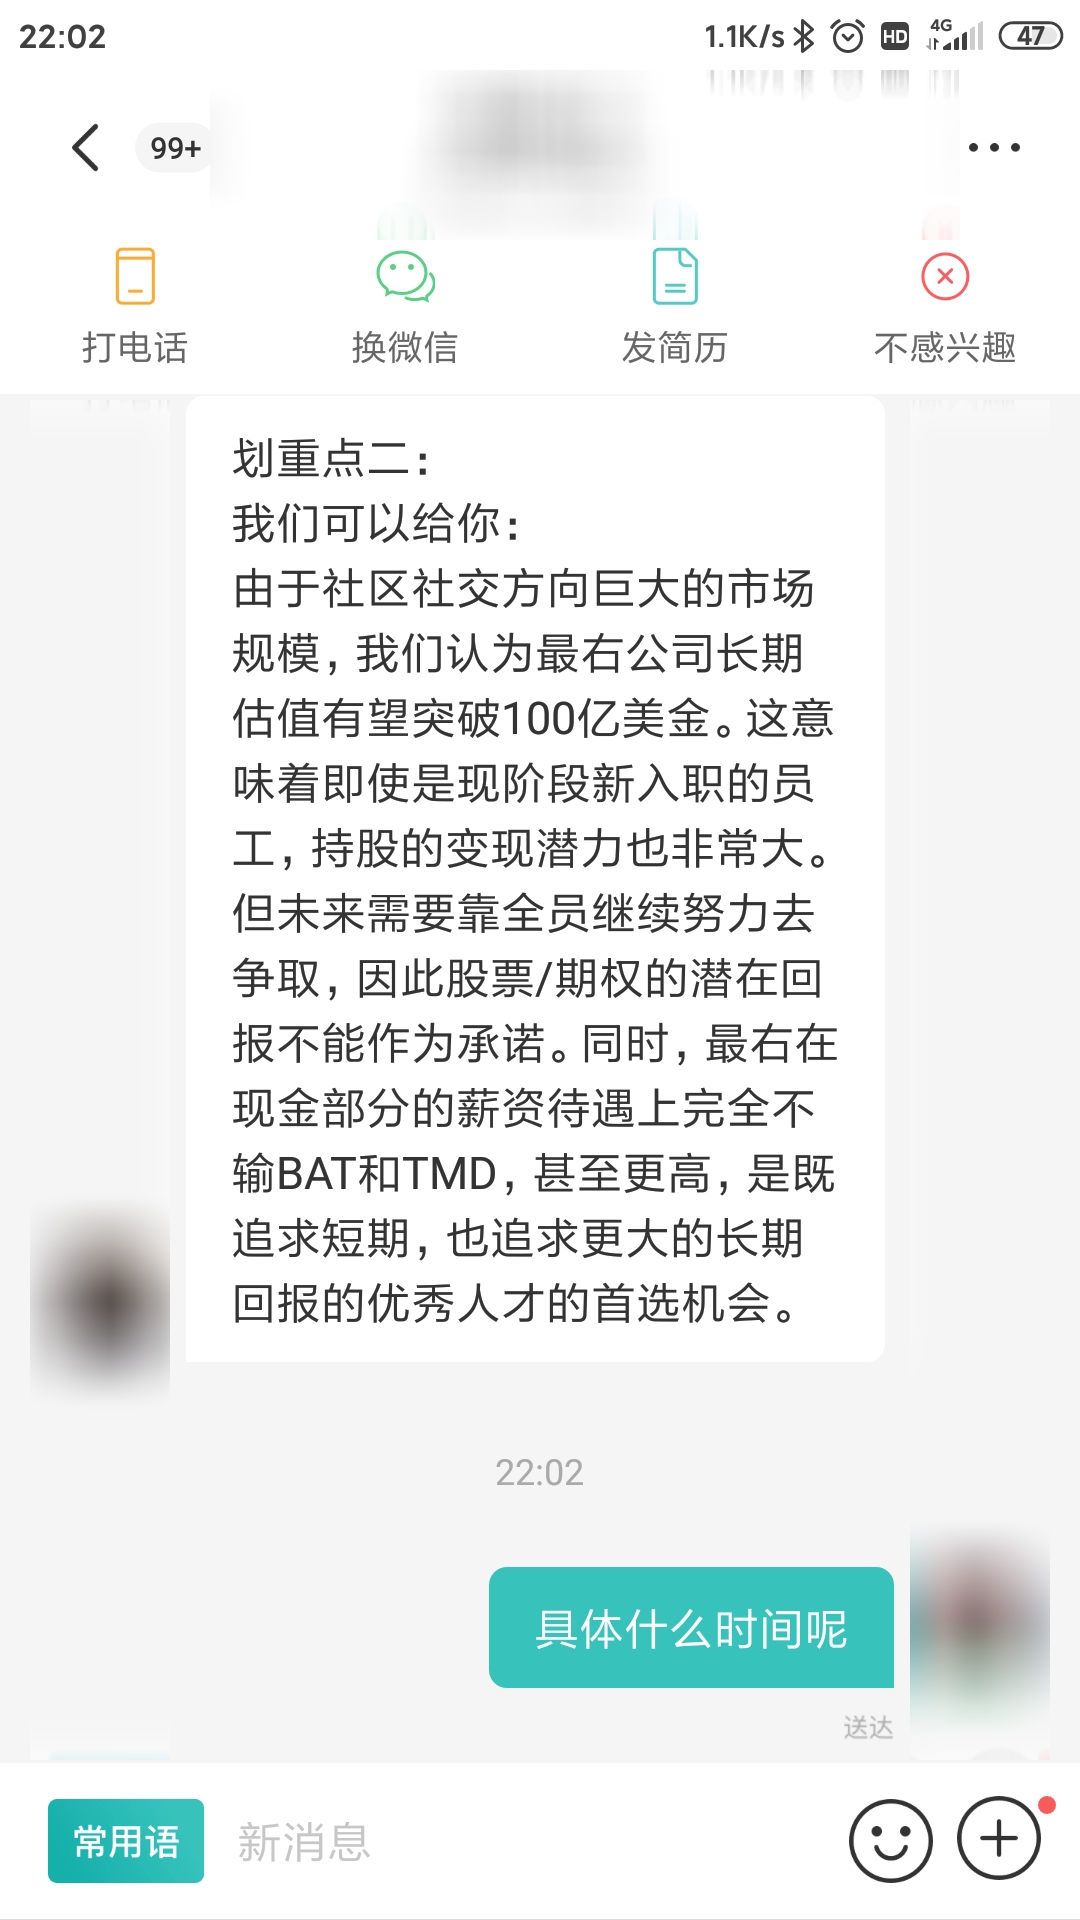 22:02
1.1K/s
HD
4G
47
99+
打电话
换微信
发简历
不感兴趣
划重点二：
我们可以给你：
由于社区社交方向巨大的市场
规模，我们认为最右公司长期
估值有望突破100亿美金。这意
味着即使是现阶段新入职的员
工，持股的变现潜力也非常大。
但未来需要靠全员继续努力去
争取，因此股票/期权的潜在回
报不能作为承诺。同时，最右在
现金部分的薪资待遇上完全不
输BAT和TMD，甚至更高，是既
追求短期，也追求更大的长期
回报的优秀人才的首选机会。
22:02
具体什么时间呢
送达
常用语
新消息